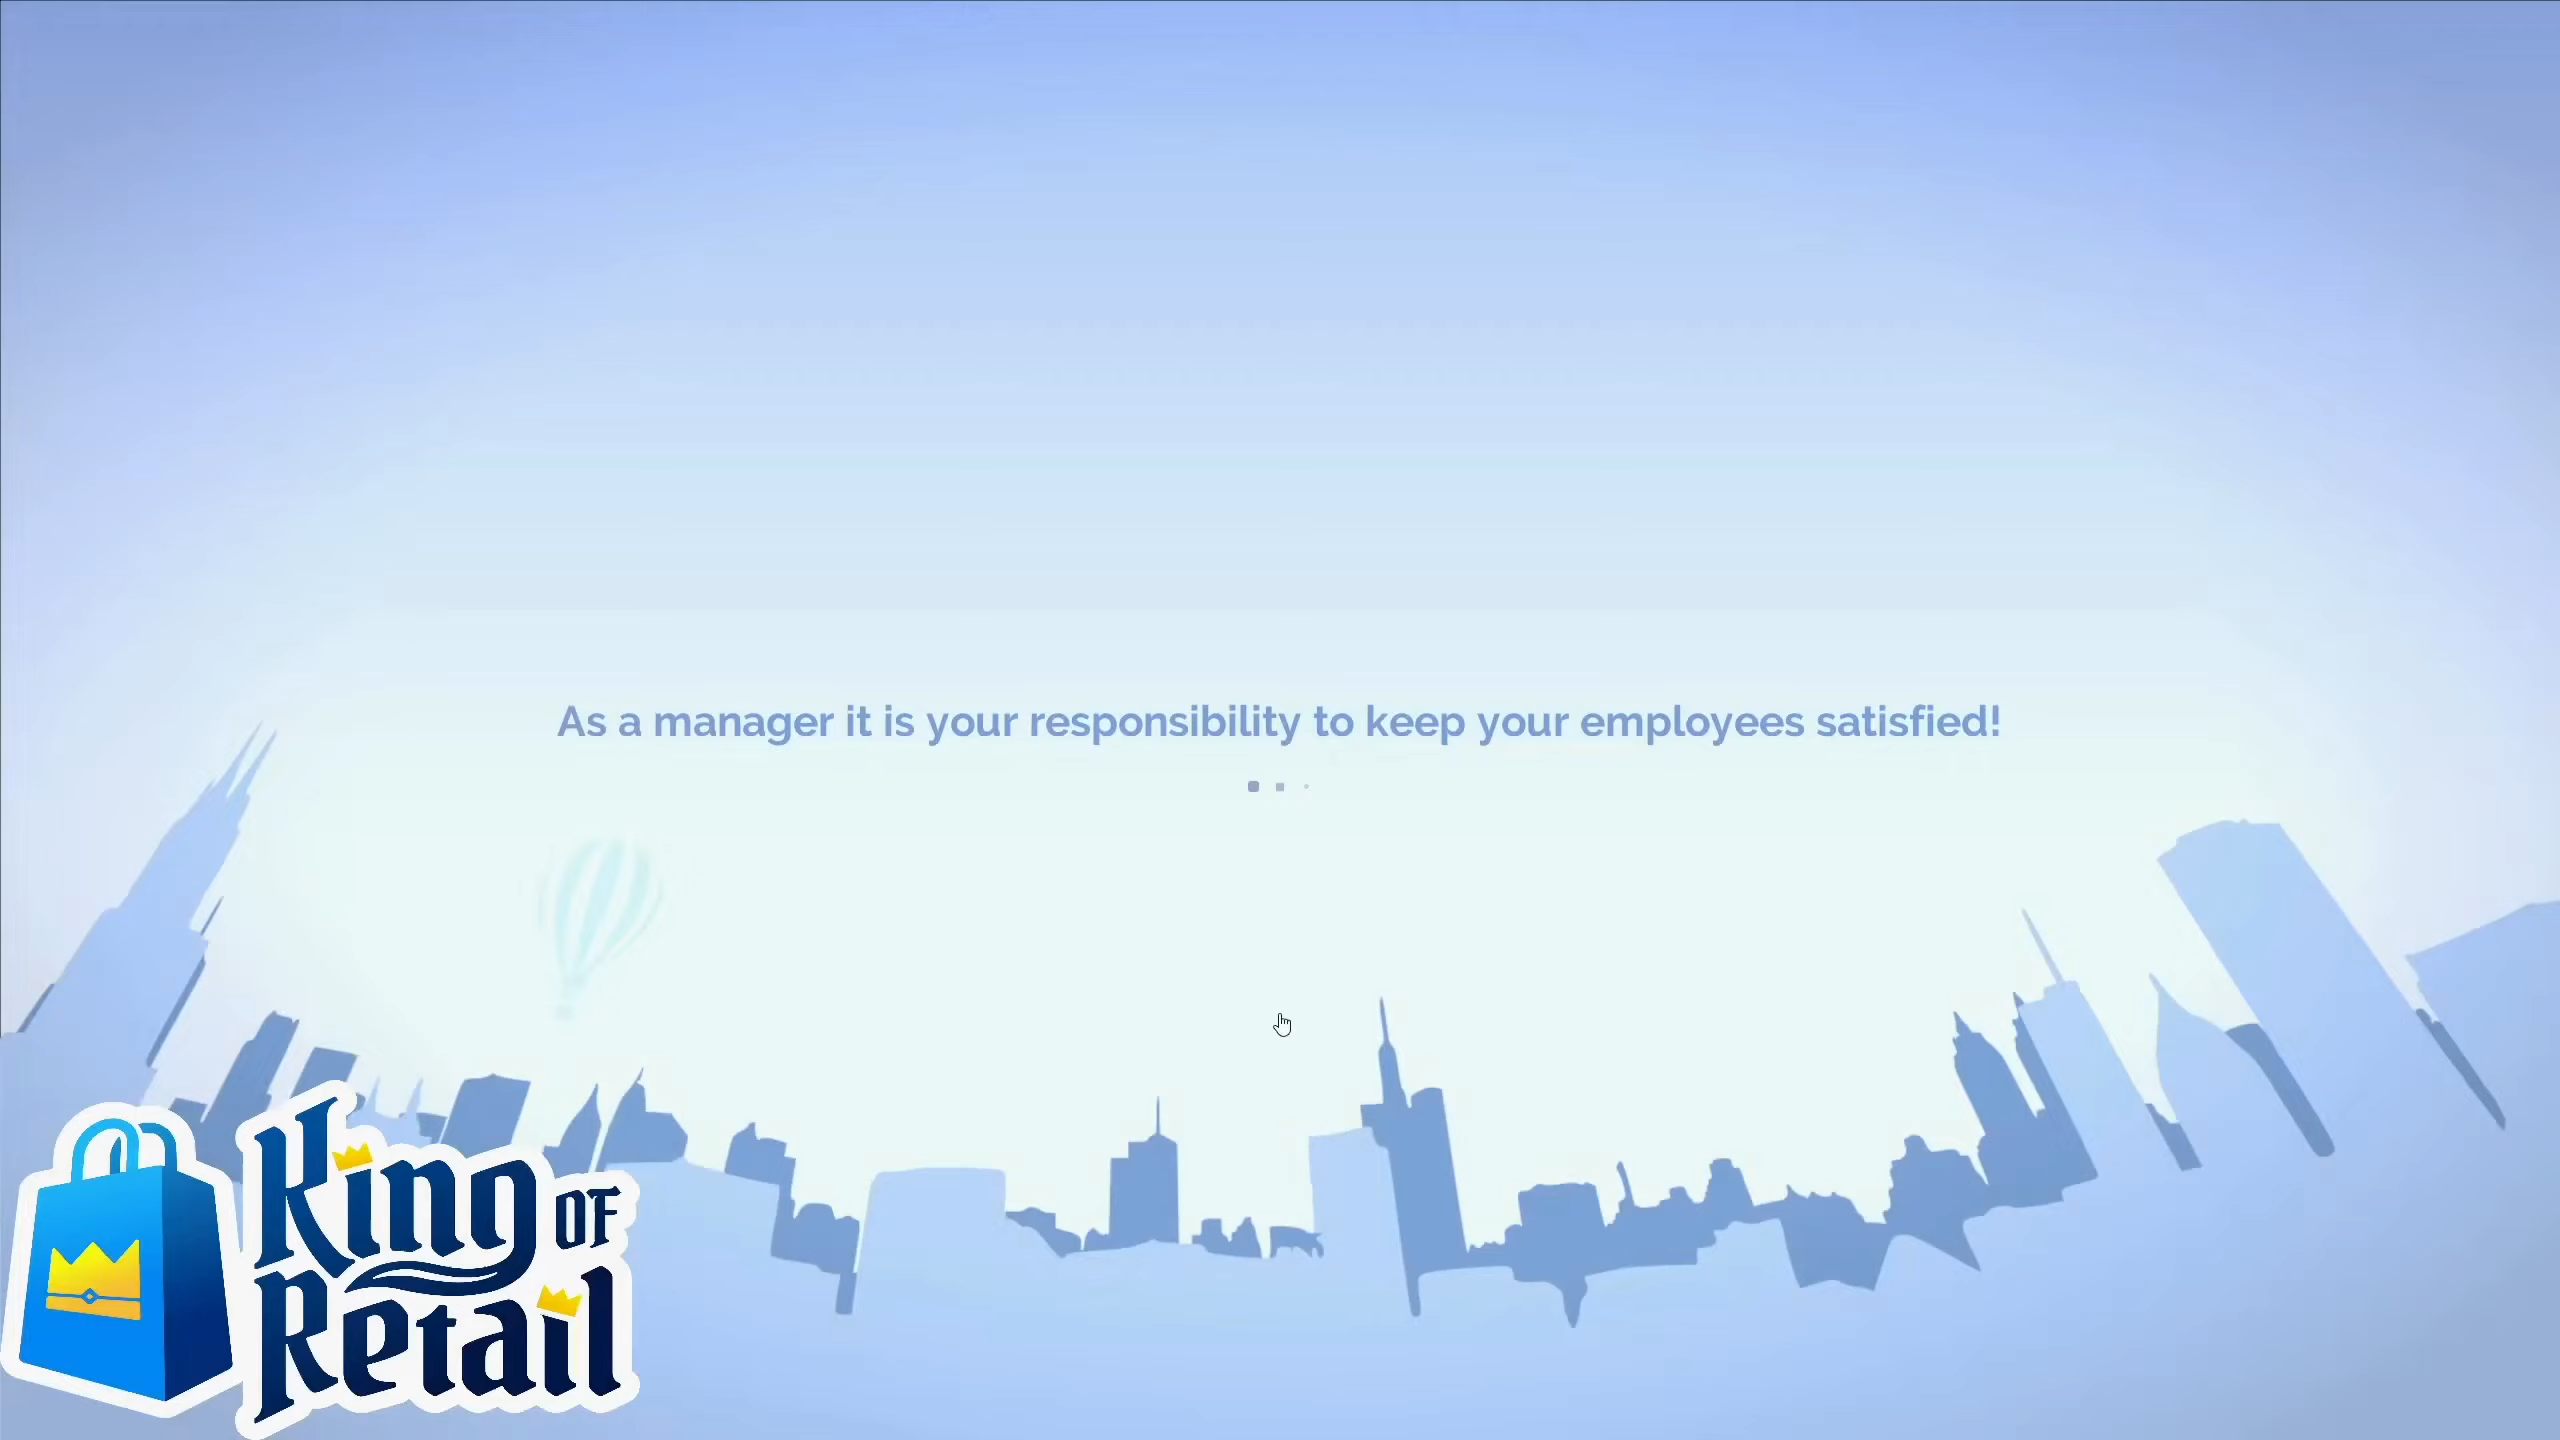 As a manager it is your responsibility to keep your employees satisfied!
King OF
Retail